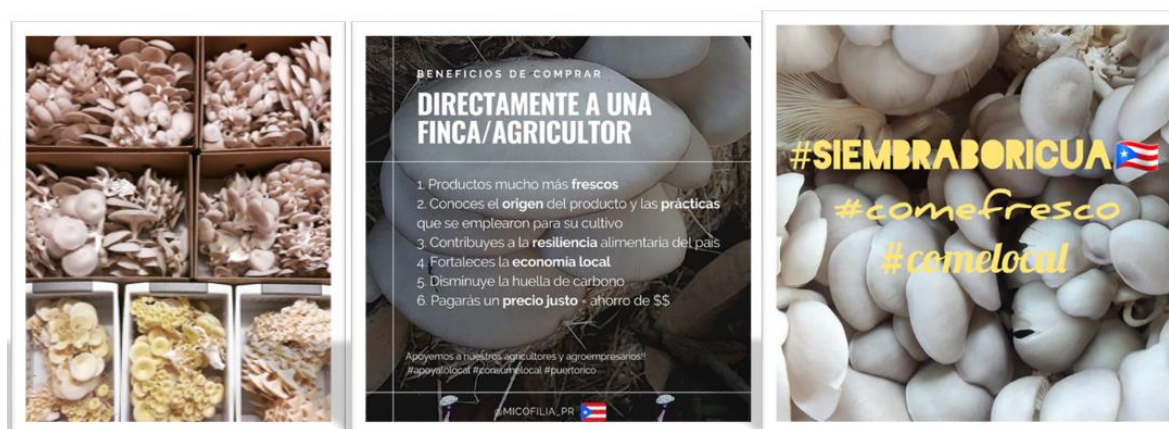 BENEFICIOS DE COMPRAR
DIRECTAMENTE A UNA
FINCA/AGRICULTOR
1. Productos mucho más frescos
2. Conoces el origen del producto y las prácticas
que se emplearon para su cultivo
3. Contribuyes a la resiliencia alimentaria del país
4. Fortaleces la economía local
5. Disminuye la huella de carbono
6. Pagarás un precio justo - ahorro de $$
Apoyemos a nuestros agricultores y agroempresarios!!
#apoyalolocal #consumelocal #puertorico
@MICOFILIA_PR
#SIEMBRABORICUA
#comefresco
#comelocal